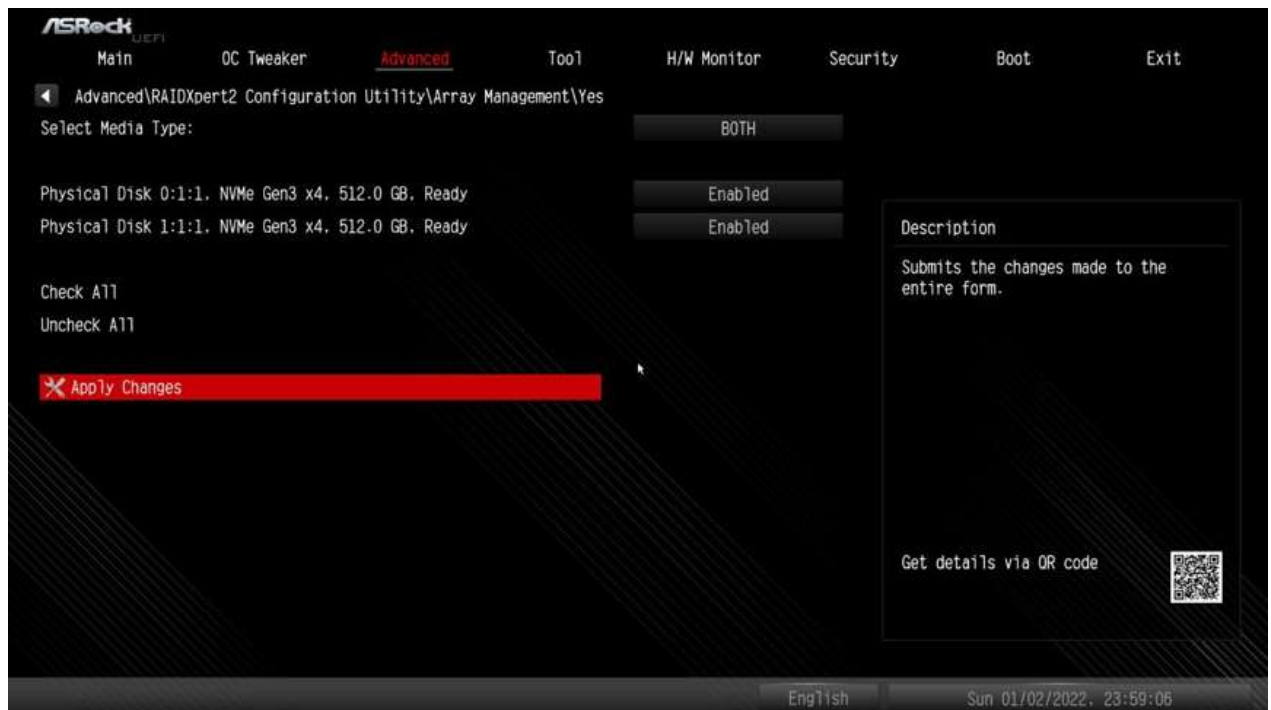 ASRock
UEFI
Main OC Tweaker Advanced Tool H/W Monitor Security Boot Exit
Advanced\RAIDXpert2 Configuration Utility\Array Management\Yes
Select Media Type: BOTH
Physical Disk 0:1:1, NVMe Gen3 x4, 512.0 GB, Ready Enabled
Physical Disk 1:1:1, NVMe Gen3 x4, 512.0 GB, Ready Enabled
Check All
Uncheck All
Apply Changes
Description
Submits the changes made to the
entire form.
Get details via QR code
English Sun 01/02/2022, 23:59:06